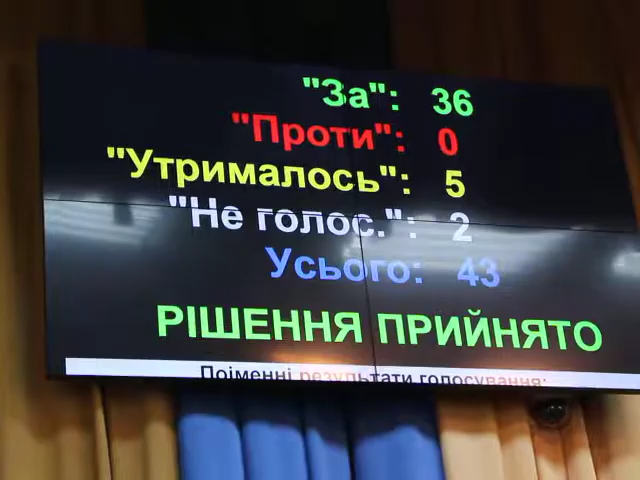 "За": 36
"Проти": 0
"Утрималось": 5
"Не голос.": 2
Усього: 43
РІШЕННЯ ПРИЙНЯТО
Поіменні результати голосування: